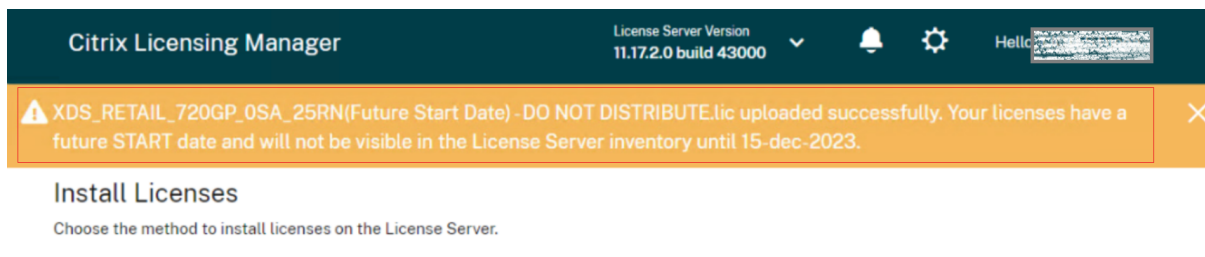 Citrix Licensing Manager
License Server Version
11.17.2.0 build 43000
Hello
XDS_RETAIL_720GP_0SA_25RN(Future Start Date) - DO NOT DISTRIBUTE.lic uploaded successfully. Your licenses have a
future START date and will not be visible in the License Server inventory until 15-dec-2023.
Install Licenses
Choose the method to install licenses on the License Server.